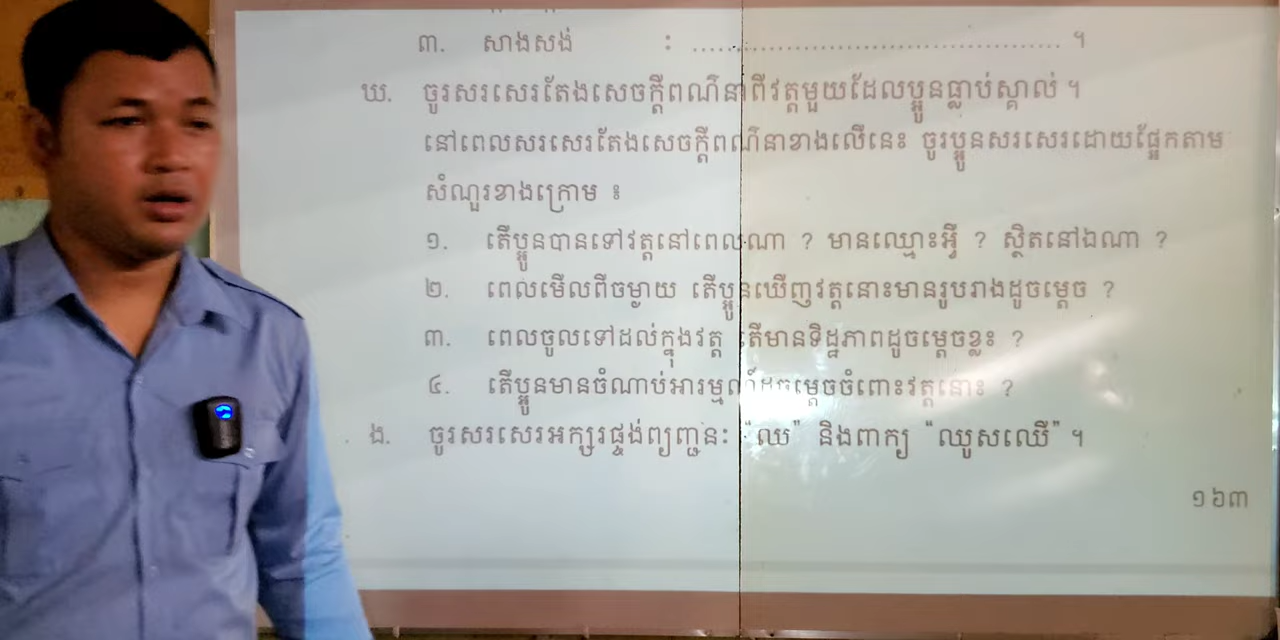 ៣. សាងសង់ : ........................................ ។
ឃ. ចូរសរសេរតែងសេចក្ដីពណ៌នាពីវត្តមួយដែលប្អូនធ្លាប់ស្គាល់ ។
នៅពេលសរសេរតែងសេចក្ដីពណ៌នាខាងលើនេះ ចូរប្អូនសរសេរដោយផ្អែកតាម
សំណួរខាងក្រោម ៖
១. តើប្អូនបានទៅវត្តនៅពេលណា ? មានឈ្មោះអ្វី ? ស្ថិតនៅឯណា ?
២. ពេលមើលពីចម្ងាយ តើប្អូនឃើញវត្តនោះមានរូបរាងដូចម្ដេច ?
៣. ពេលចូលទៅដល់ក្នុងវត្ត តើមានទិដ្ឋភាពដូចម្ដេចខ្លះ ?
៤. តើប្អូនមានចំណាប់អារម្មណ៍ដូចម្ដេចចំពោះវត្តនោះ ?
ង. ចូរសរសេរអក្សរផ្ចង់ព្យញ្ជនៈ “ឈ” និងពាក្យ “ឈូសឈើ” ។
១៦៣